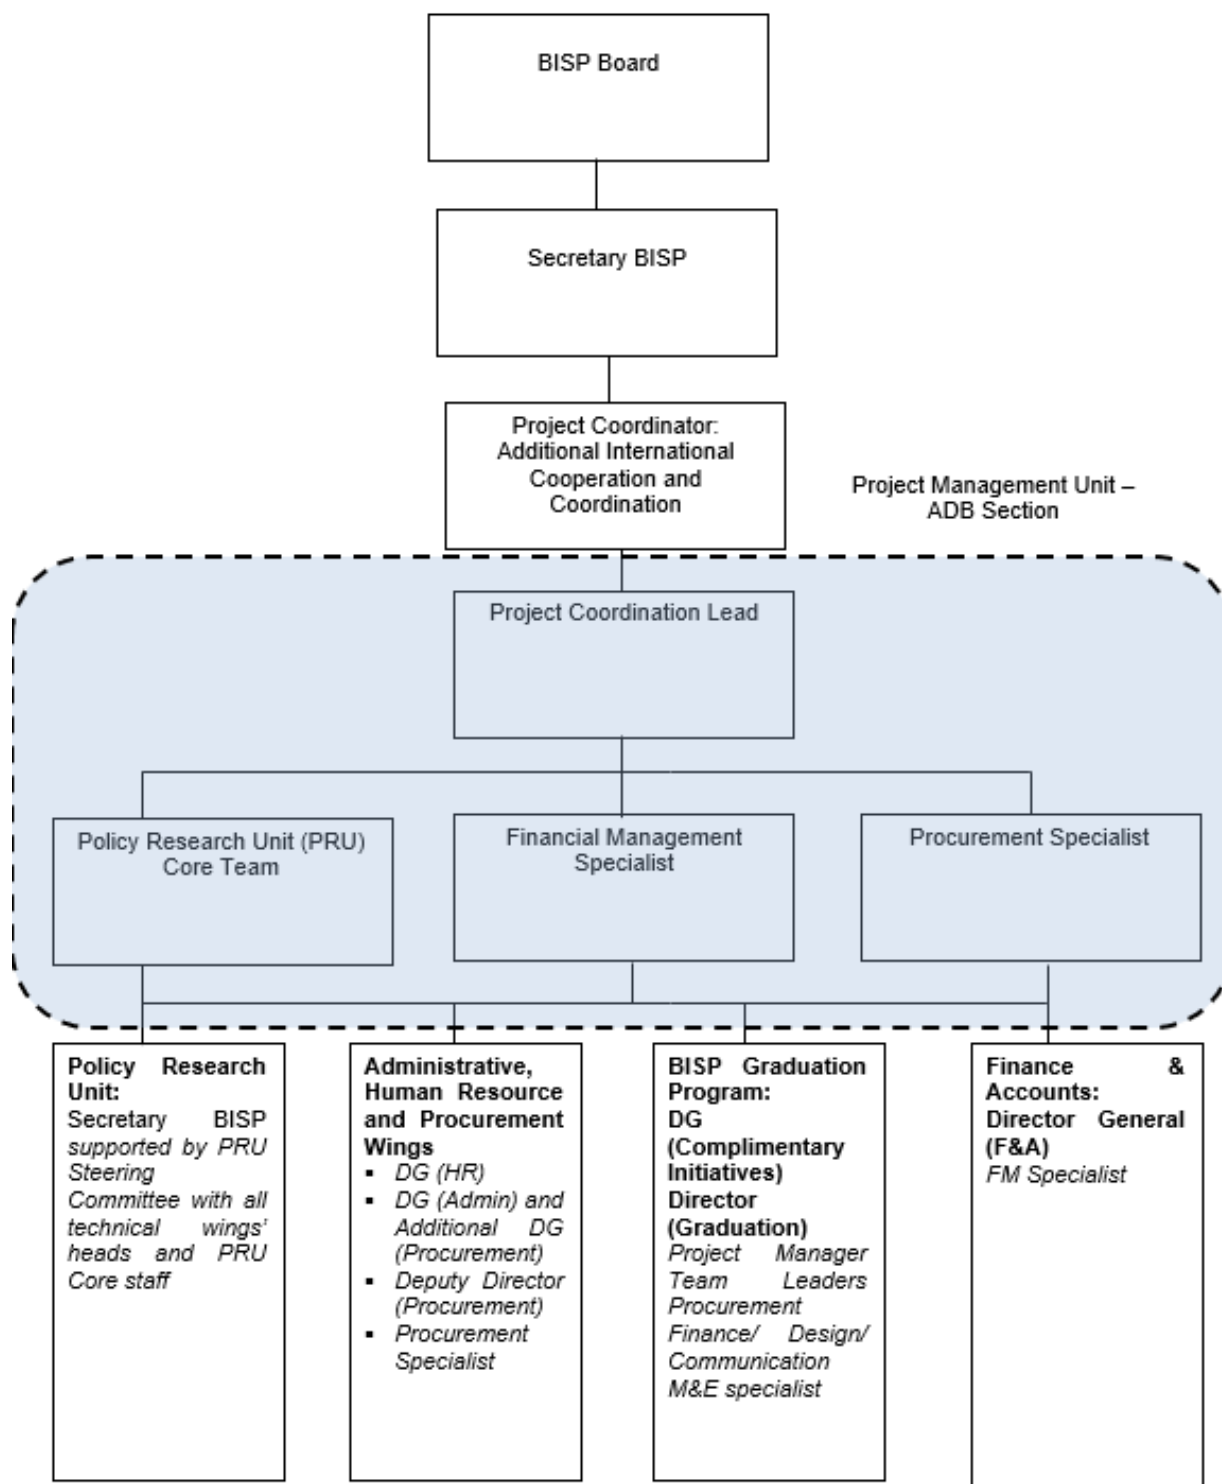 BISP Board
Secretary BISP
Project Coordinator:
Additional International
Cooperation and
Coordination
Project Management Unit –
ADB Section
Project Coordination Lead
Policy Research Unit (PRU)
Core Team
Financial Management
Specialist
Procurement Specialist
Policy Research
Unit:
Secretary BISP
supported by PRU
Steering
Committee with all
technical wings'
heads and PRU
Core staff
Administrative,
Human Resource
and Procurement
Wings
▪ DG (HR)
▪ DG (Admin) and
Additional DG
(Procurement)
▪ Deputy Director
(Procurement)
▪ Procurement
Specialist
BISP Graduation
Program:
DG
(Complimentary
Initiatives)
Director
(Graduation)
Project Manager
Team Leaders
Procurement
Finance/ Design/
Communication
M&E specialist
Finance &
Accounts:
Director General
(F&A)
FM Specialist